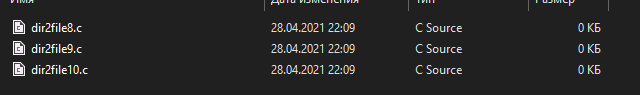 Имя Дата изменения Тип Размер
dir2file8.c 28.04.2021 22:09 C Source 0 КБ
dir2file9.c 28.04.2021 22:09 C Source 0 КБ
dir2file10.c 28.04.2021 22:09 C Source 0 КБ